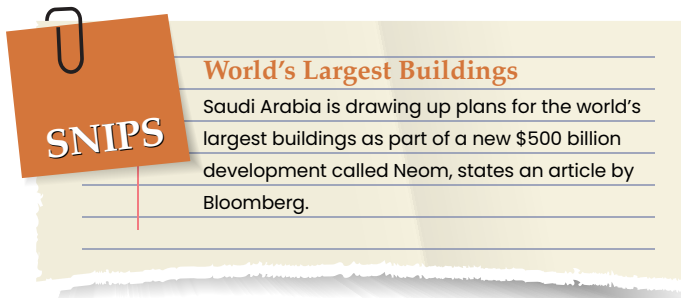 SNIPS
World's Largest Buildings
Saudi Arabia is drawing up plans for the world's
largest buildings as part of a new $500 billion
development called Neom, states an article by
Bloomberg.